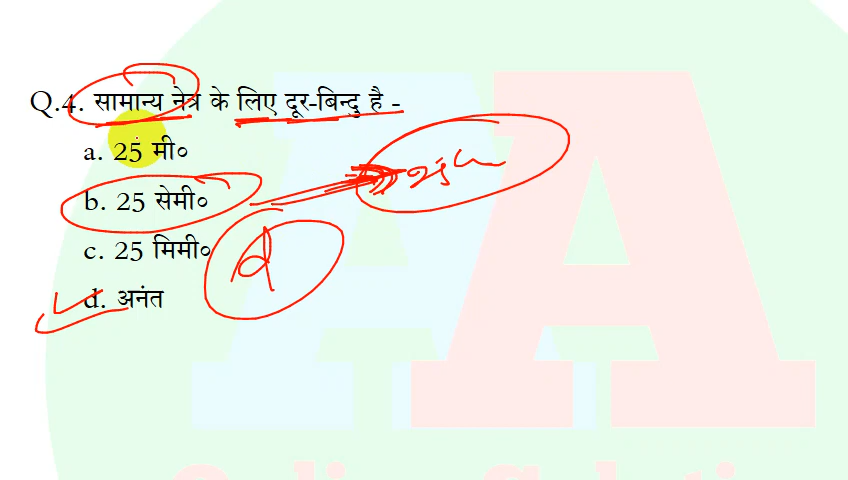 Q.4. सामान्य नेत्र के लिए दूर-बिन्दु है -
a. 25 मी०
b. 25 सेमी०
c. 25 मिमी०
d
d. अनंत